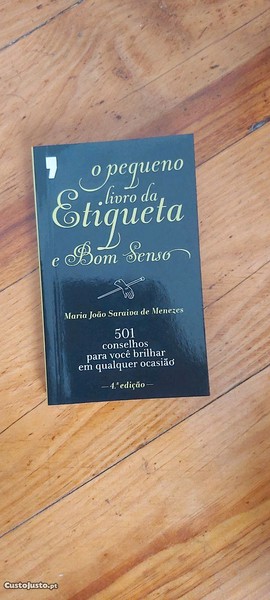 o pequeno
livro da
Etiqueta
e Bom Senso
Maria João Saraiva de Menezes
501
conselhos
para você brilhar
em qualquer ocasião
— 4.ª edição —
CustoJusto.pt